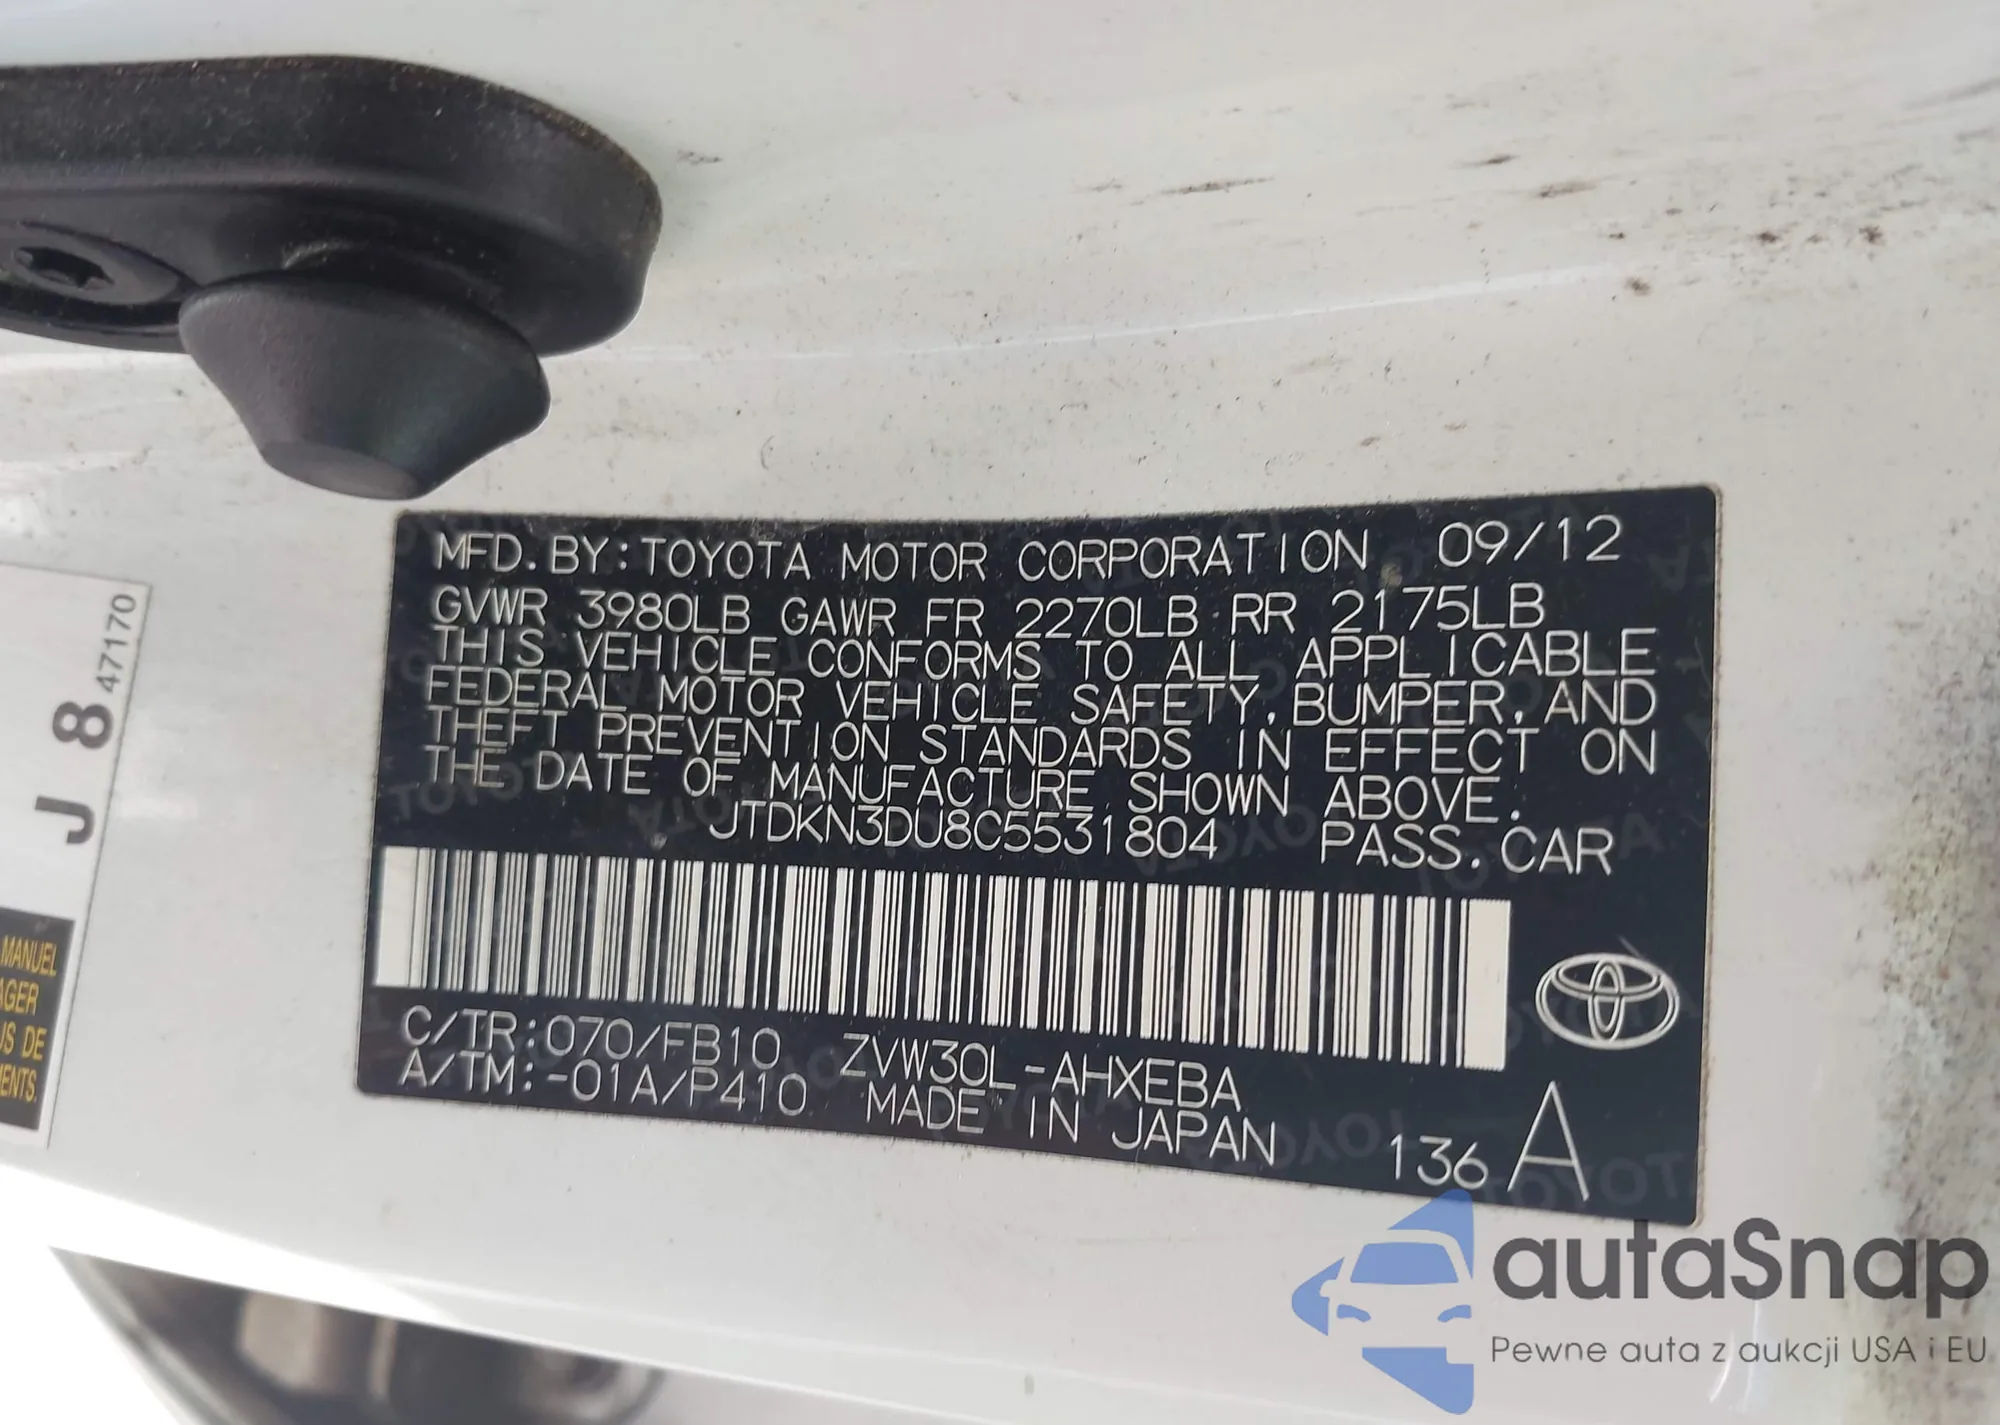 MFD. BY: TOYOTA MOTOR CORPORATION 09/12
GVWR 3980LB GAWR FR 2270LB RR 2175LB
THIS VEHICLE CONFORMS TO ALL APPLICABLE
FEDERAL MOTOR VEHICLE SAFETY, BUMPER, AND
THEFT PREVENTION STANDARDS IN EFFECT ON
THE DATE OF MANUFACTURE SHOWN ABOVE.
JTDKN3DU8C5531804 PASS. CAR
C/TR: 070/FB10 ZVW30L-AHXEBA
A/TM: -01A/P410 MADE IN JAPAN
136 A
J 8 47170
MANUEL
AGER
US DE
ENTS.
autaSnap
Pewne auta z aukcji USA i EU